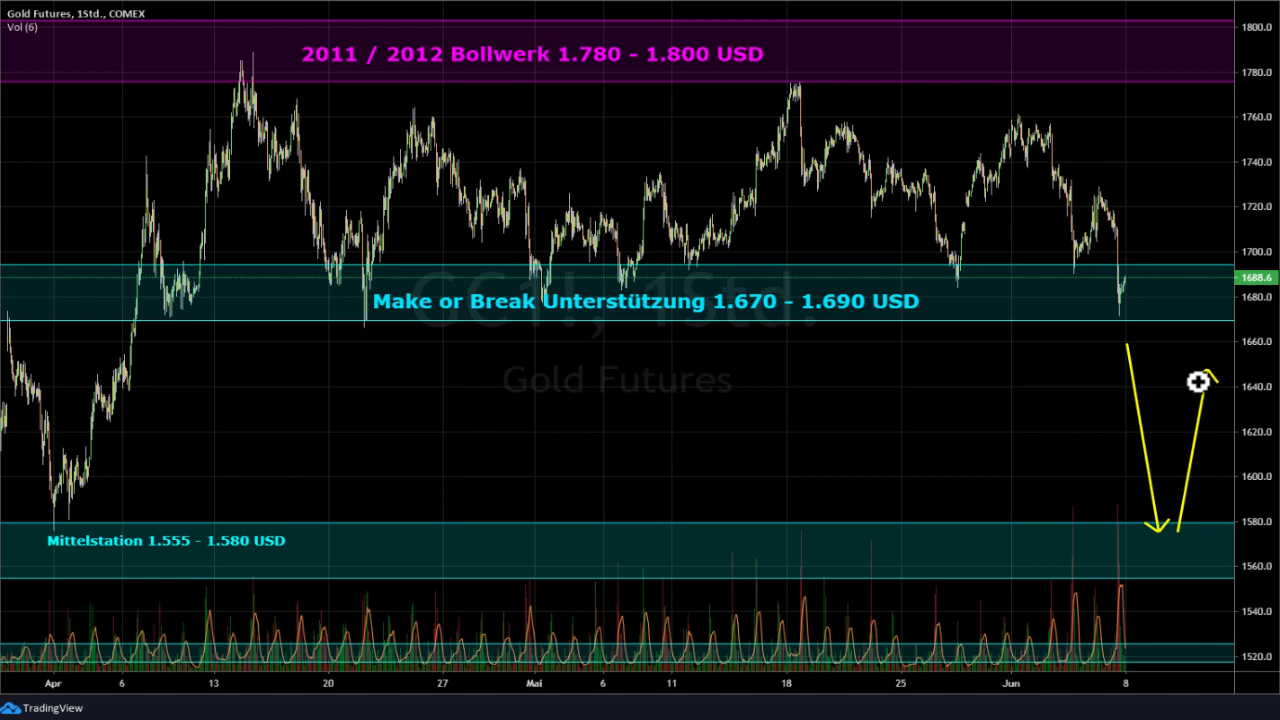 Gold Futures, 1Std., COMEX
Vol (6)
2011 / 2012 Bollwerk 1.780 - 1.800 USD
1800.0
1780.0
1760.0
1740.0
1720.0
1700.0
1688.6
1680.0
GC1!, 1Std.
Make or Break Unterstützung 1.670 - 1.690 USD
1660.0
Gold Futures
1640.0
1620.0
1600.0
1580.0
Mittelstation 1.555 - 1.580 USD
1560.0
1540.0
1520.0
Apr 6 13 20 27 Mai 6 11 18 25 Jun 8
TradingView